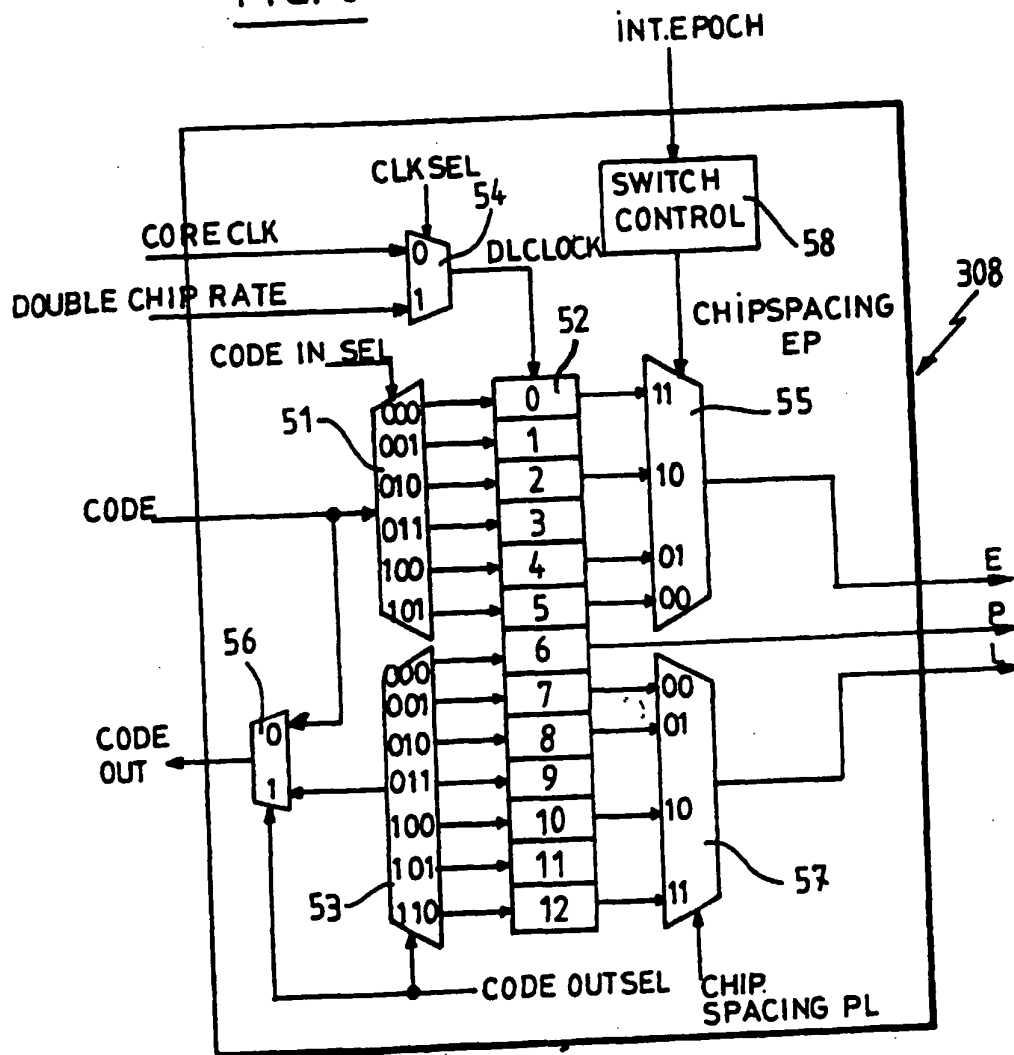 INT.EPOCH
CLKSEL
54
SWITCH
CONTROL
58
CORECLK
0
DLCLOCK
DOUBLE CHIP RATE
1
CHIPSPACING
EP
308
CODE IN SEL
52
51
000
001
010
011
100
101
0
1
2
3
4
5
6
7
8
9
10
11
12
11
10
01
00
55
CODE
E
P
L
56
0
1
CODE
OUT
000
001
010
011
100
101
110
53
00
01
10
11
57
CODE OUTSEL
CHIP.
SPACING PL